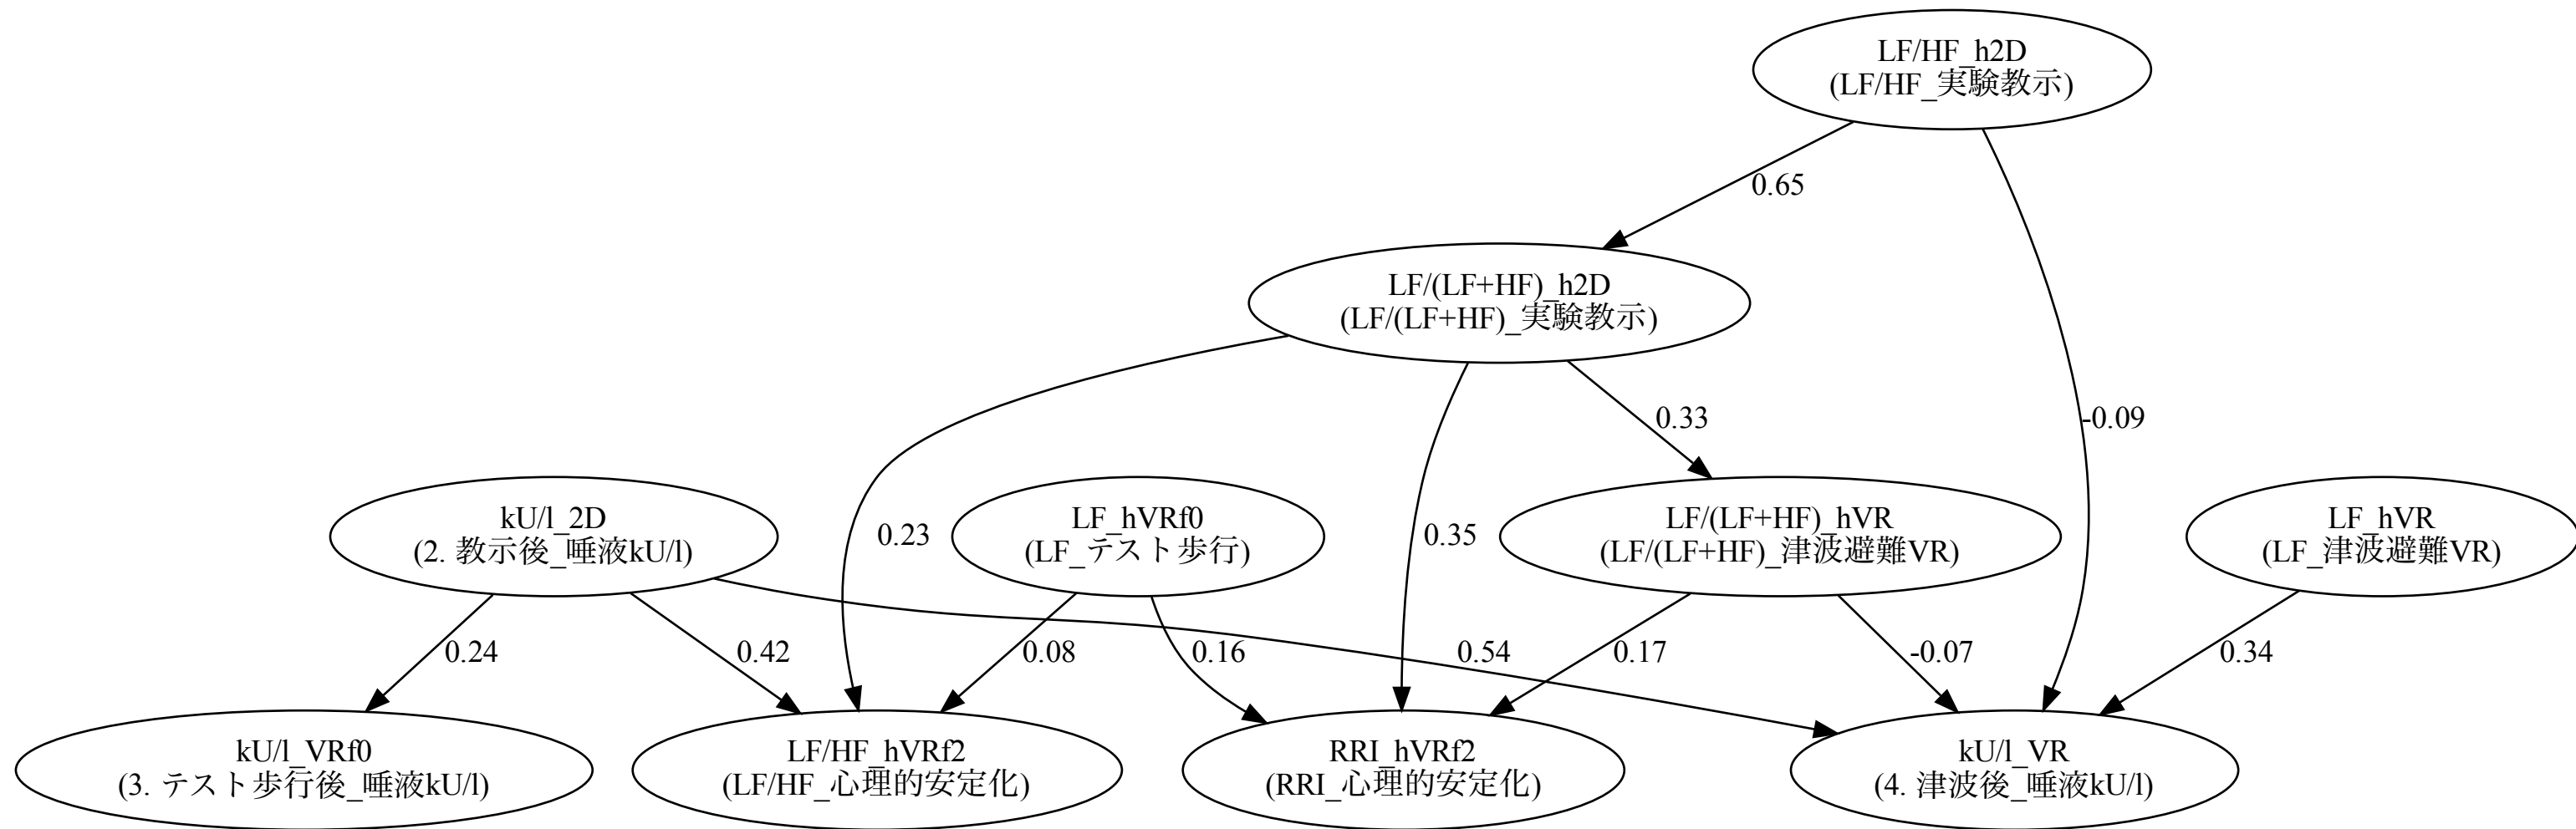 LF/HF_h2D
(LF/HF_実験教示)
0.65
LF/(LF+HF)_h2D
(LF/(LF+HF)_実験教示)
0.33
-0.09
kU/l_2D
(2. 教示後_唾液kU/l)
0.23
LF_hVRf0
(LF_テスト歩行)
0.35
LF/(LF+HF)_hVR
(LF/(LF+HF)_津波避難VR)
LF_hVR
(LF_津波避難VR)
0.24
0.42
0.08
0.16
0.54
0.17
-0.07
0.34
kU/l_VRf0
(3. テスト歩行後_唾液kU/l)
LF/HF_hVRf2
(LF/HF_心理的安定化)
RRI_hVRf2
(RRI_心理的安定化)
kU/l_VR
(4. 津波後_唾液kU/l)